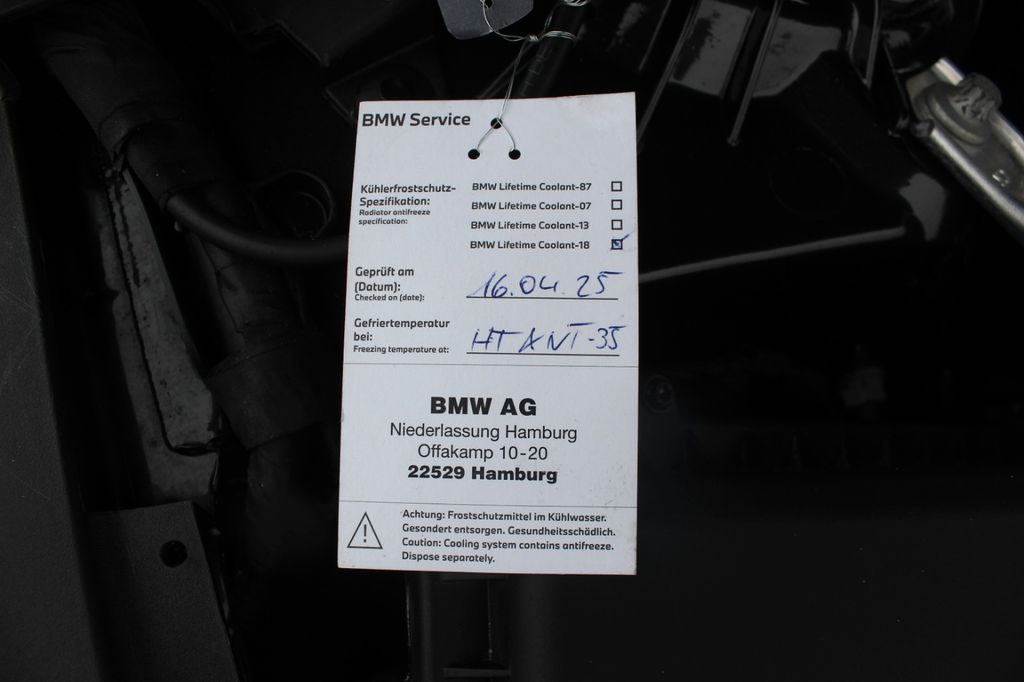 BMW Service
Kühlerfrostschutz-
Spezifikation:
Radiator antifreeze
specification:
BMW Lifetime Coolant-87 ☐
BMW Lifetime Coolant-07 ☐
BMW Lifetime Coolant-13 ☐
BMW Lifetime Coolant-18 ☑
Geprüft am
(Datum):
Checked on (date):
16.04.25
Gefriertemperatur
bei:
Freezing temperature at:
HT ANT-35
BMW AG
Niederlassung Hamburg
Offakamp 10-20
22529 Hamburg
Achtung: Frostschutzmittel im Kühlwasser.
Gesondert entsorgen. Gesundheitsschädlich.
Caution: Cooling system contains antifreeze.
Dispose separately.